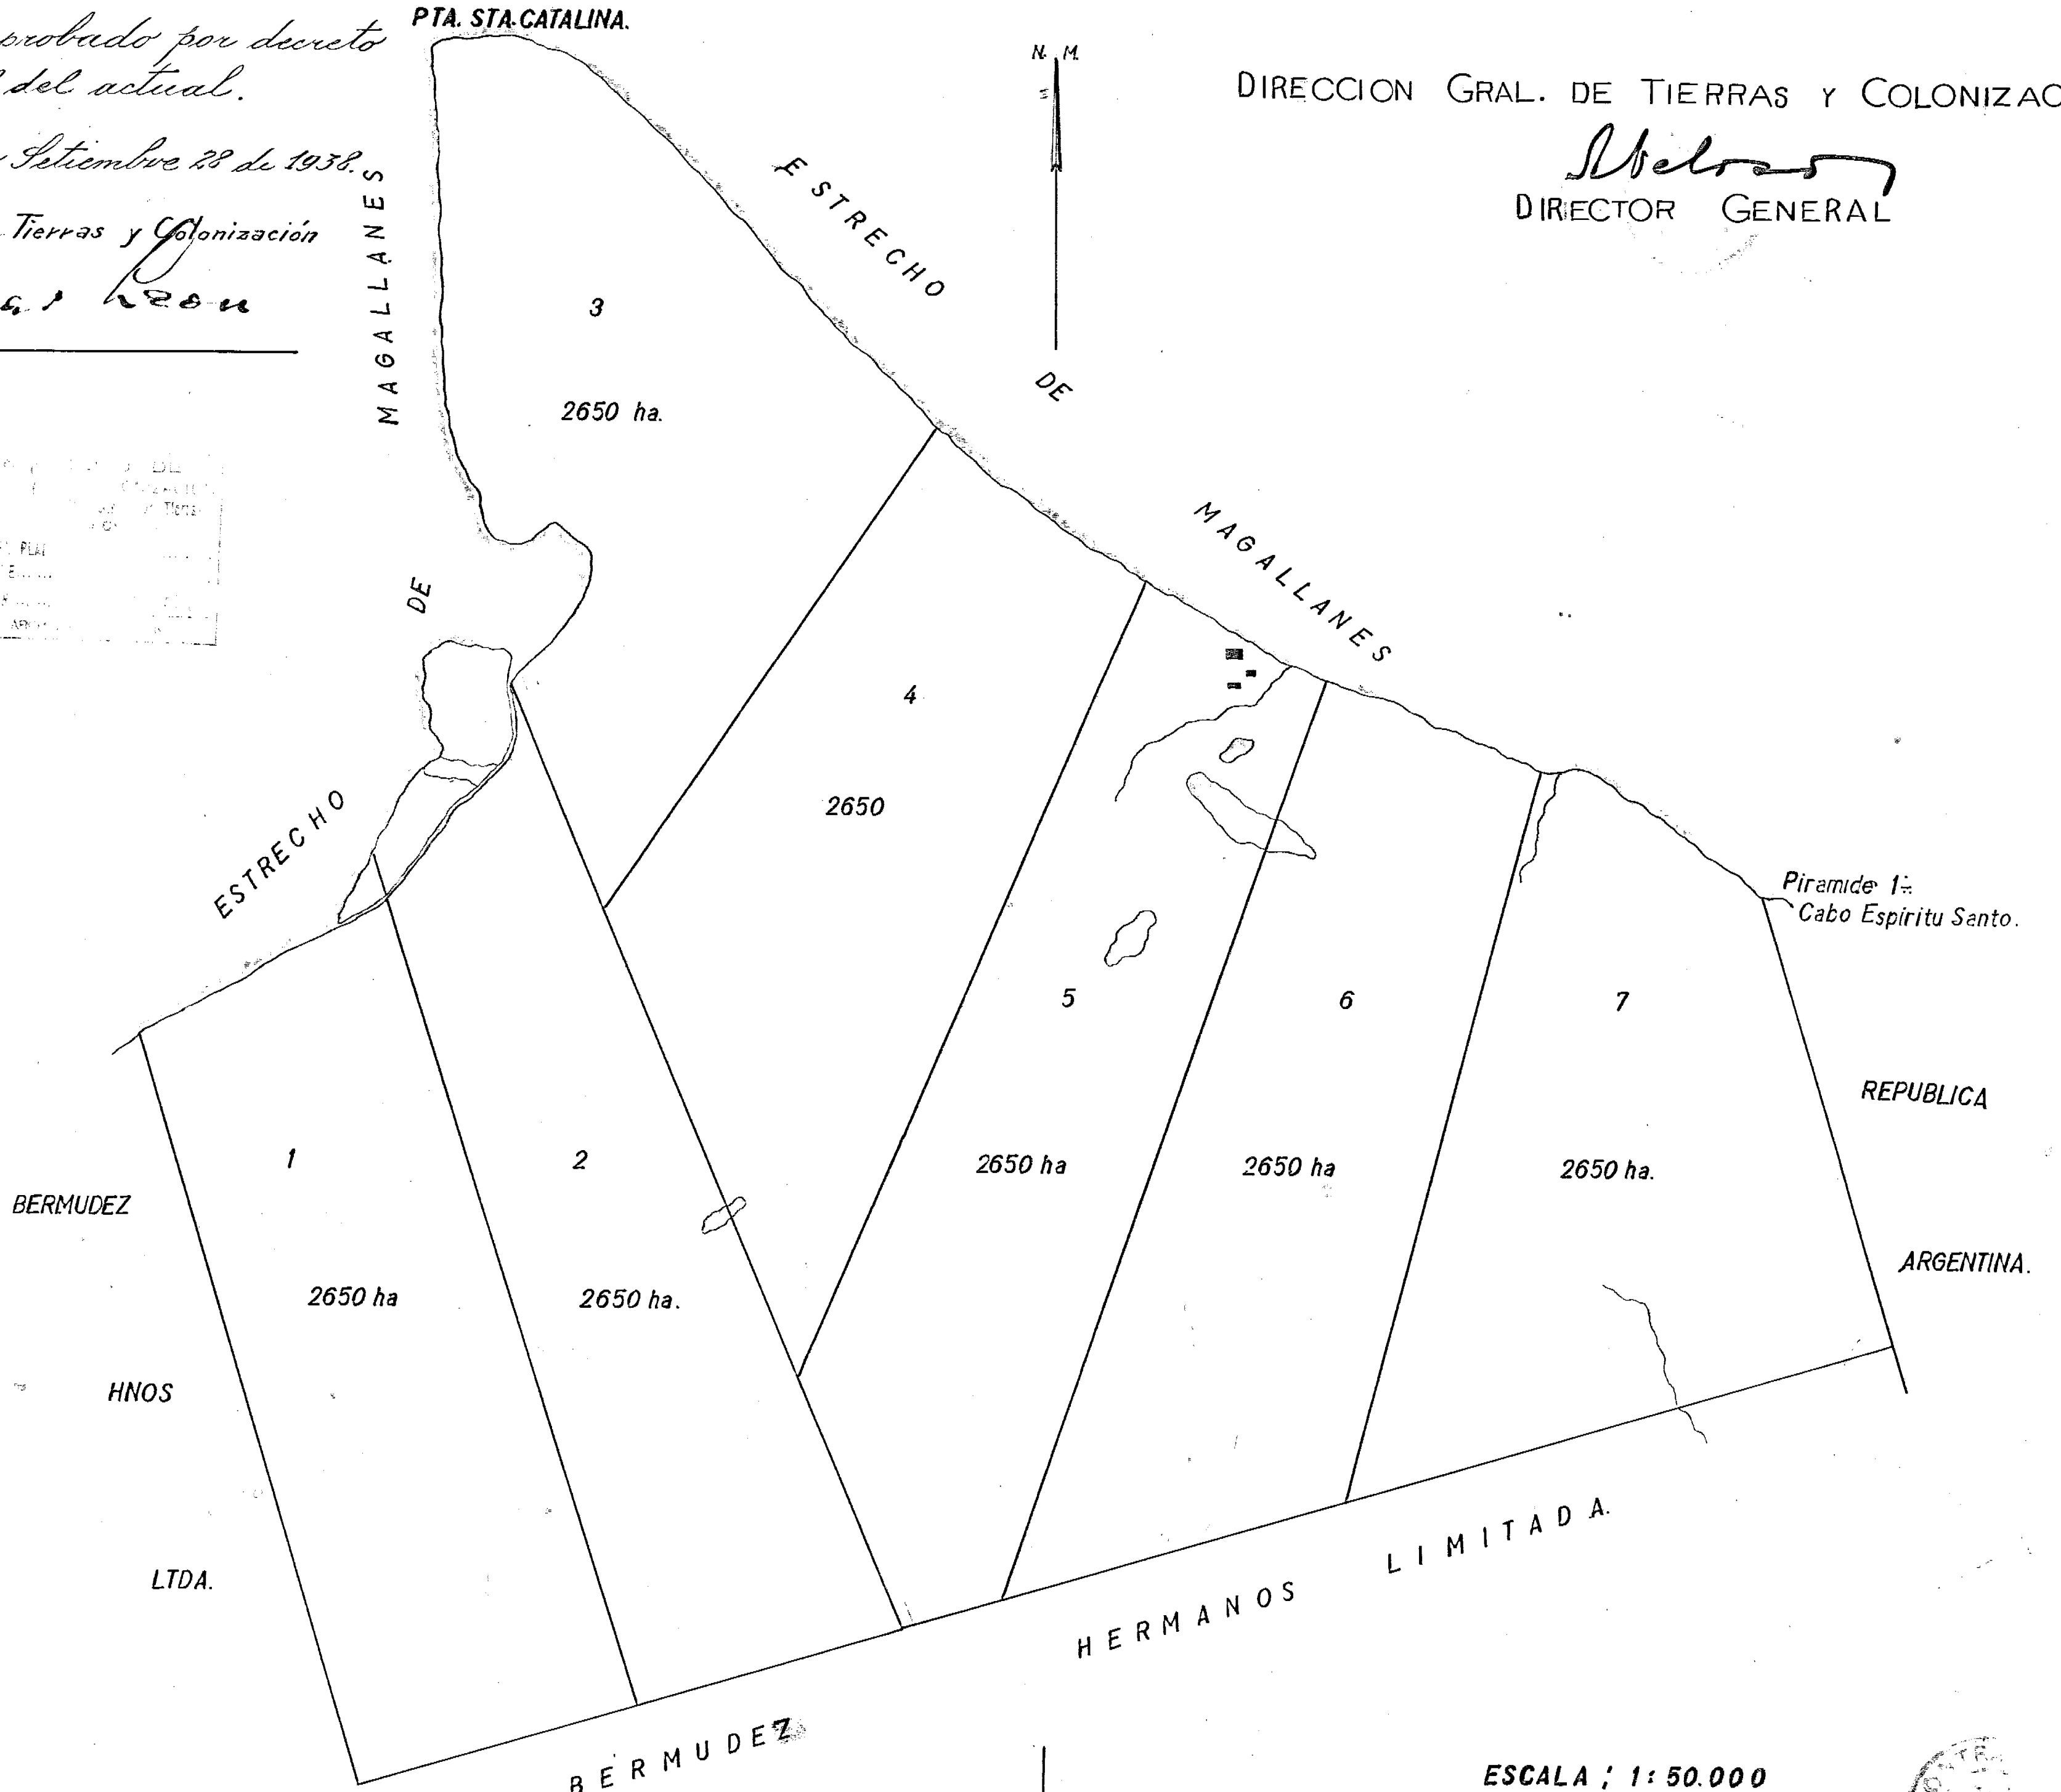 probado por decreto
del actual.
Setiembre 28 de 1938.
Tierras y Colonización
PTA. STA. CATALINA.
N. M.
DIRECCION GRAL. DE TIERRAS Y COLONIZAC
DIRECTOR GENERAL
ESTRECHO
DE
MAGALLANES
ESTRECHO
DE
MAGALLANES
3
2650 ha.
4
2650
5
2650 ha
6
2650 ha
7
2650 ha.
1
2650 ha
2
2650 ha.
Piramide 1
Cabo Espiritu Santo.
REPUBLICA
ARGENTINA.
BERMUDEZ
HNOS
LTDA.
BERMUDEZ HERMANOS LIMITADA.
ESCALA ; 1: 50.000